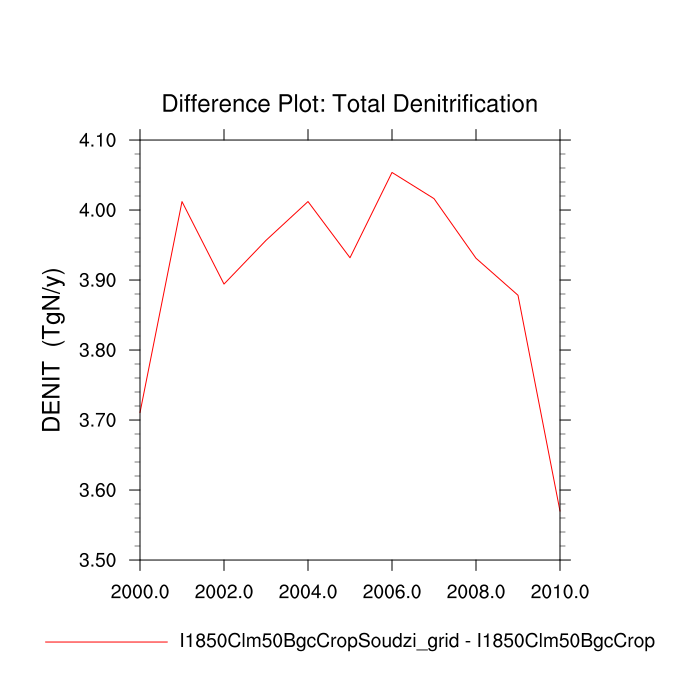 Difference Plot: Total Denitrification
DENIT (TgN/y)
4.10
4.00
3.90
3.80
3.70
3.60
3.50
2000.0 2002.0 2004.0 2006.0 2008.0 2010.0
I1850Clm50BgcCropSoudzi_grid - I1850Clm50BgcCrop